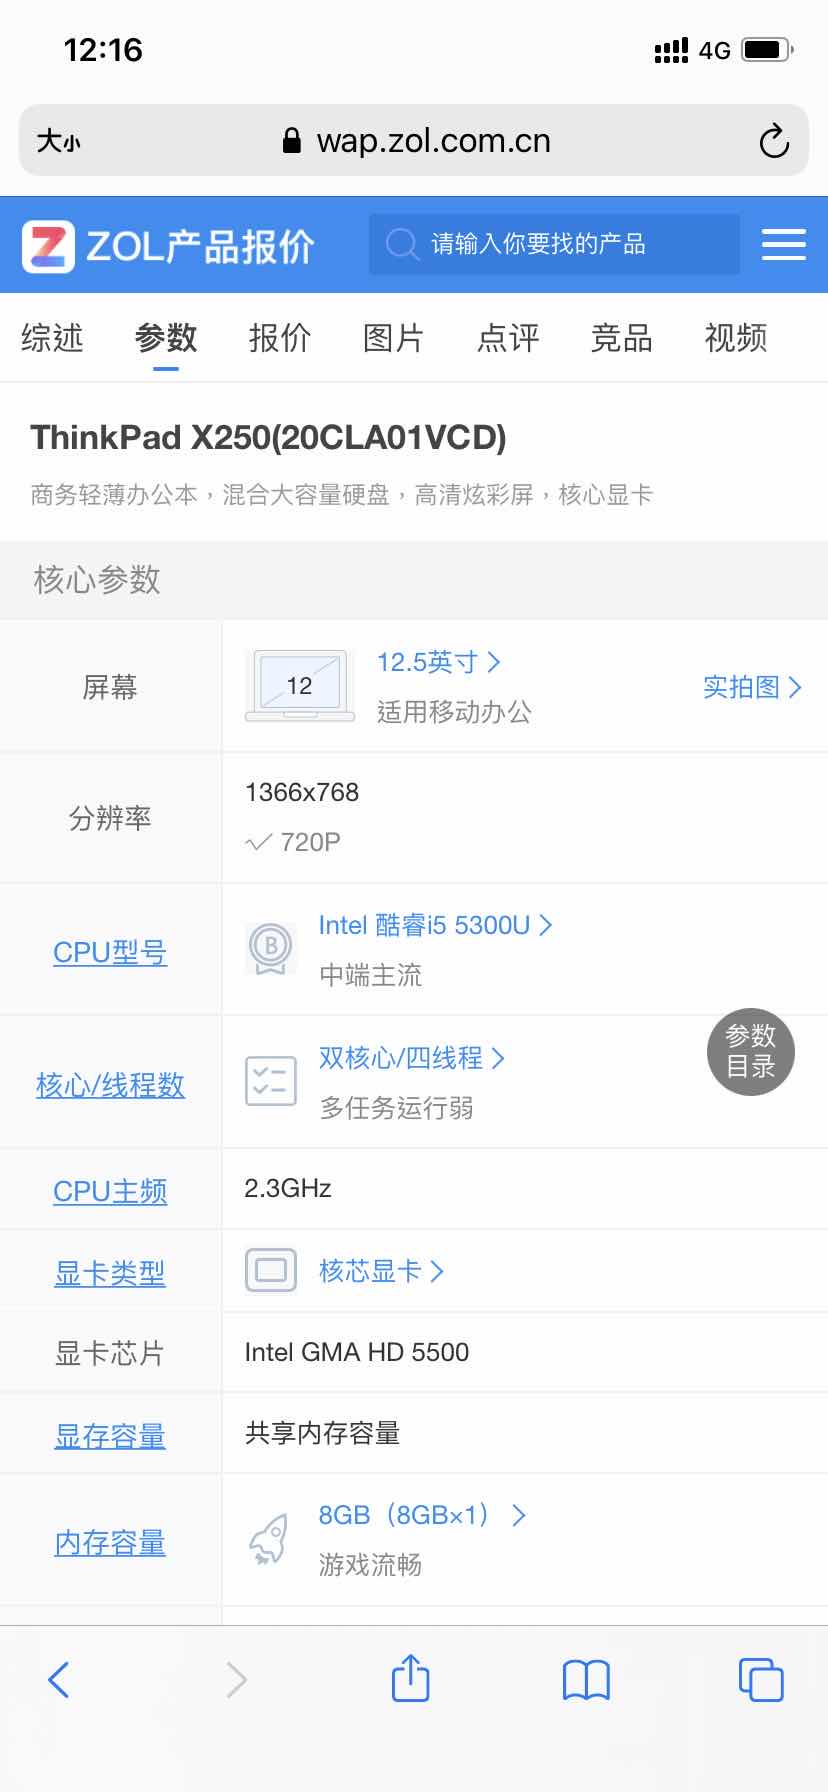 12:16
4G
大小
wap.zol.com.cn
Z
ZOL产品报价
请输入你要找的产品
综述 参数 报价 图片 点评 竞品 视频
ThinkPad X250(20CLA01VCD)
商务轻薄办公本，混合大容量硬盘，高清炫彩屏，核心显卡
核心参数
屏幕
12
12.5英寸
适用移动办公
实拍图
分辨率
1366x768
720P
CPU型号
B
Intel 酷睿i5 5300U
中端主流
参数
目录
核心/线程数
双核心/四线程
多任务运行弱
CPU主频
2.3GHz
显卡类型
核芯显卡
显卡芯片
Intel GMA HD 5500
显存容量
共享内存容量
内存容量
8GB（8GB×1）
游戏流畅